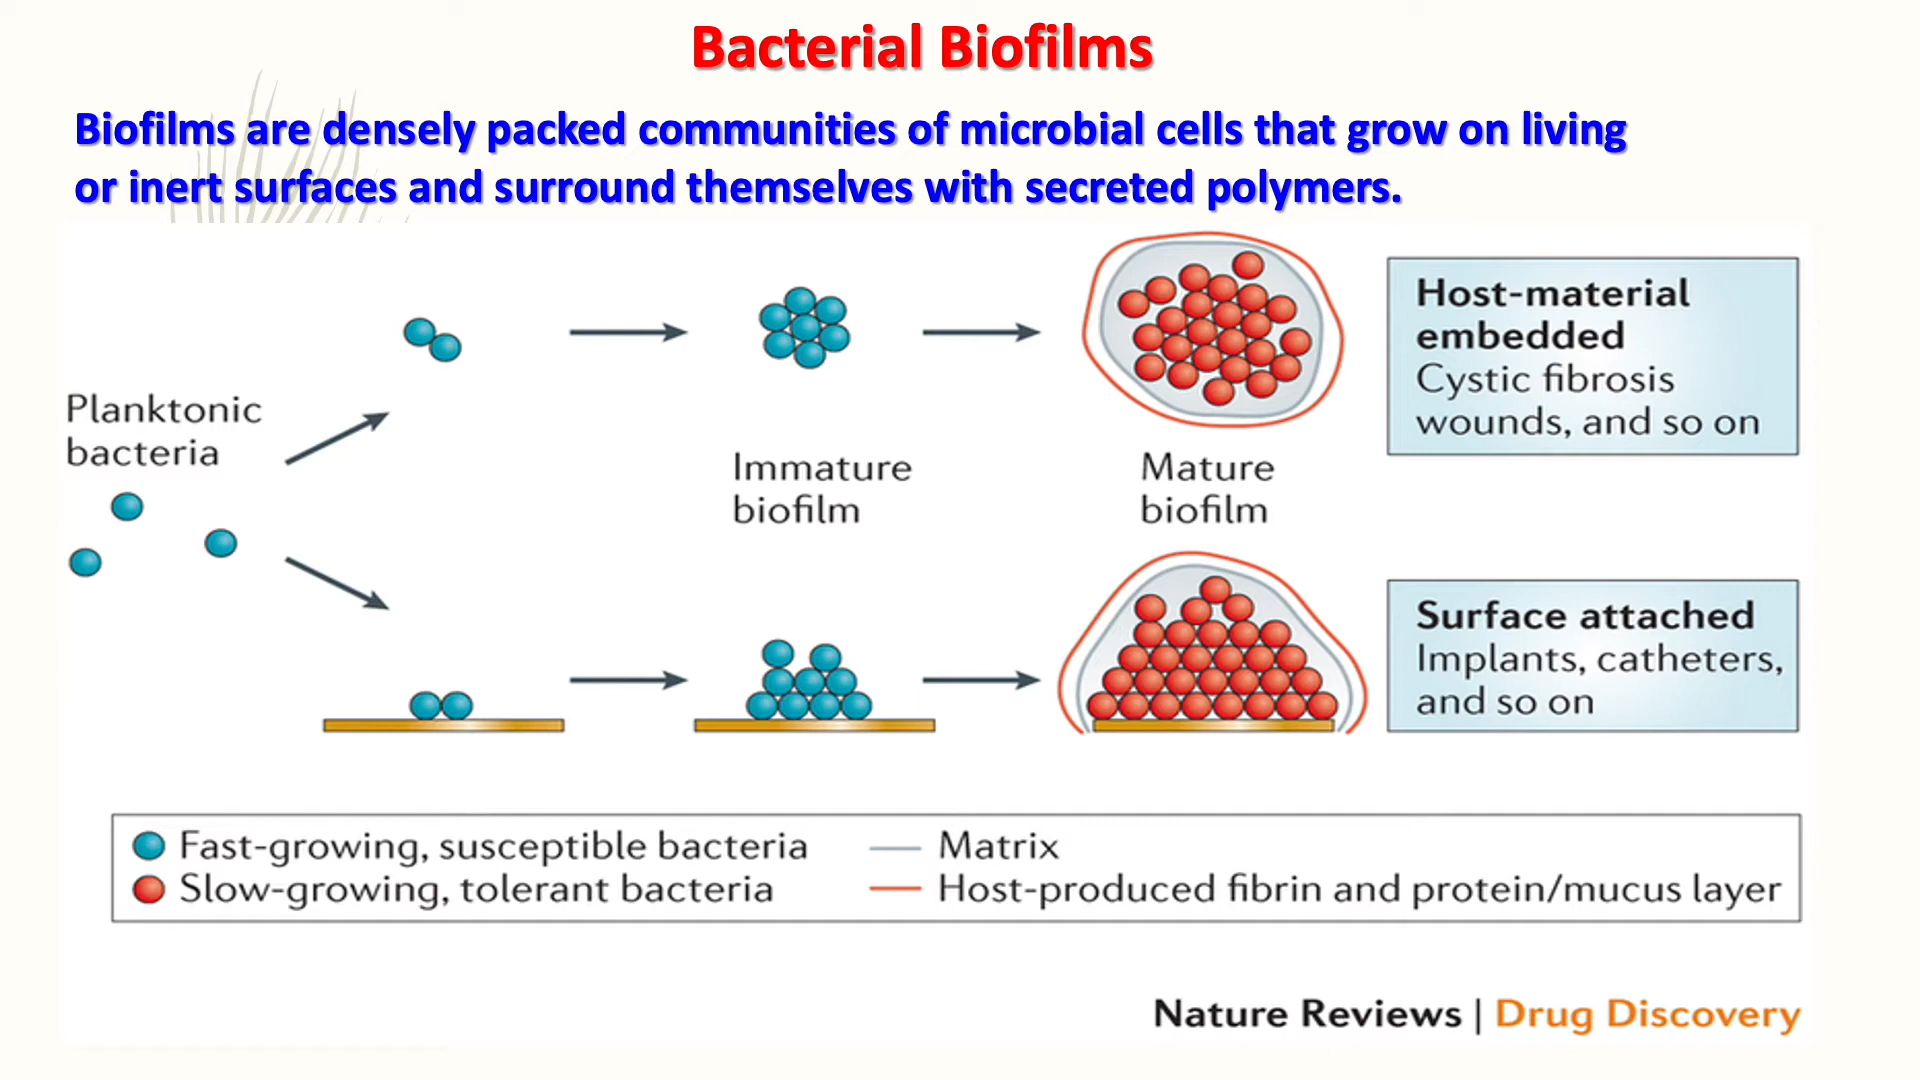 Bacterial Biofilms
Biofilms are densely packed communities of microbial cells that grow on living
or inert surfaces and surround themselves with secreted polymers.
Planktonic
bacteria
Immature
biofilm
Mature
biofilm
Host-material
embedded
Cystic fibrosis
wounds, and so on
Surface attached
Implants, catheters,
and so on
Fast-growing, susceptible bacteria
Slow-growing, tolerant bacteria
Matrix
Host-produced fibrin and protein/mucus layer
Nature Reviews | Drug Discovery